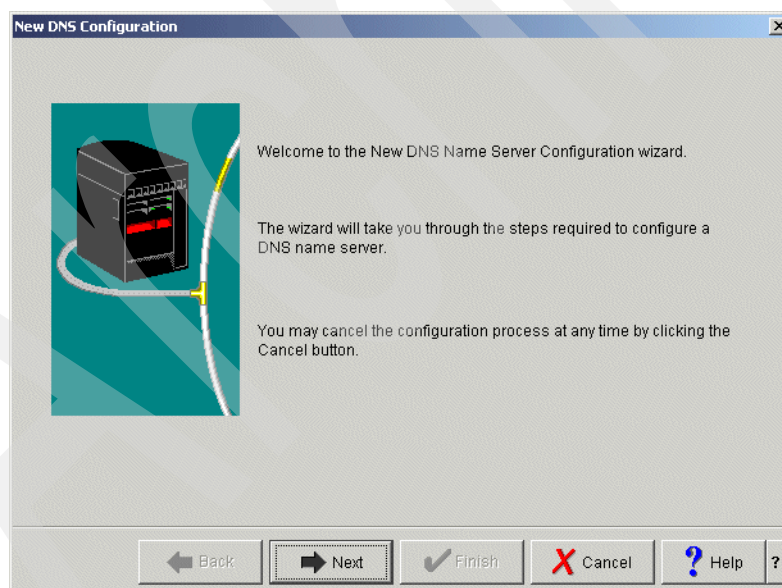 New DNS Configuration
Welcome to the New DNS Name Server Configuration wizard.
The wizard will take you through the steps required to configure a
DNS name server.
You may cancel the configuration process at any time by clicking the
Cancel button.
Back
Next
Finish
Cancel
? Help
?